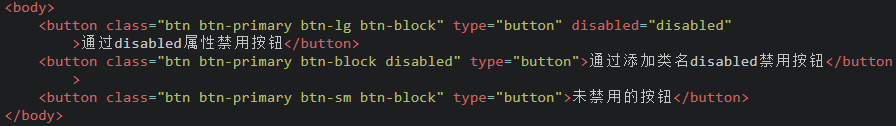 <body>
<button class="btn btn-primary btn-lg btn-block" type="button" disabled="disabled"
>通过disabled属性禁用按钮</button>
<button class="btn btn-primary btn-block disabled" type="button">通过添加类名disabled禁用按钮</button
>
<button class="btn btn-primary btn-sm btn-block" type="button">未禁用的按钮</button>
</body>